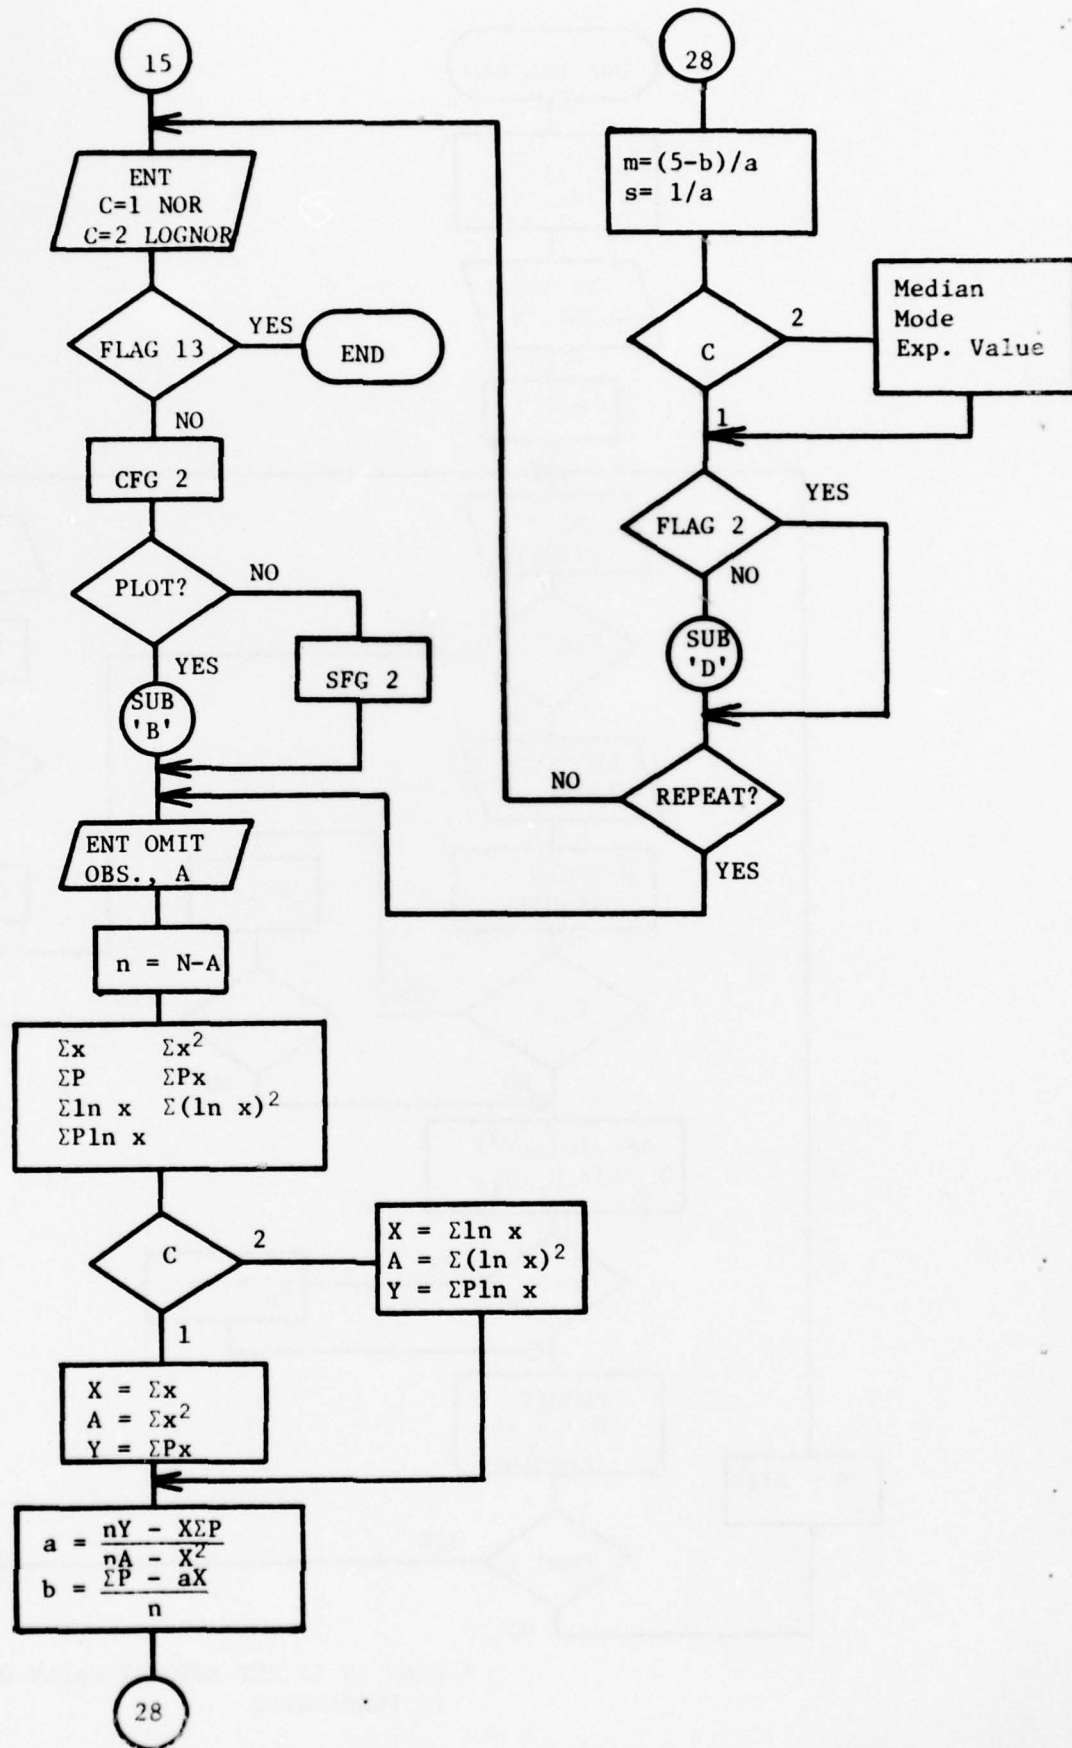 15
ENT
C=1 NOR
C=2 LOGNOR
FLAG 13
YES
END
NO
CFG 2
PLOT?
NO
YES
SFG 2
SUB
'B'
ENT OMIT
OBS., A
n = N-A
Σx Σx²
ΣP ΣPx
Σln x Σ(ln x)²
ΣPln x
C
2
X = Σln x
A = Σ(ln x)²
Y = ΣPln x
1
X = Σx
A = Σx²
Y = ΣPx
a = nY - XΣP
nA - X²
b = ΣP - aX
n
28
28
m=(5-b)/a
s= 1/a
C
2
Median
Mode
Exp. Value
1
FLAG 2
YES
NO
SUB
'D'
REPEAT?
NO
YES